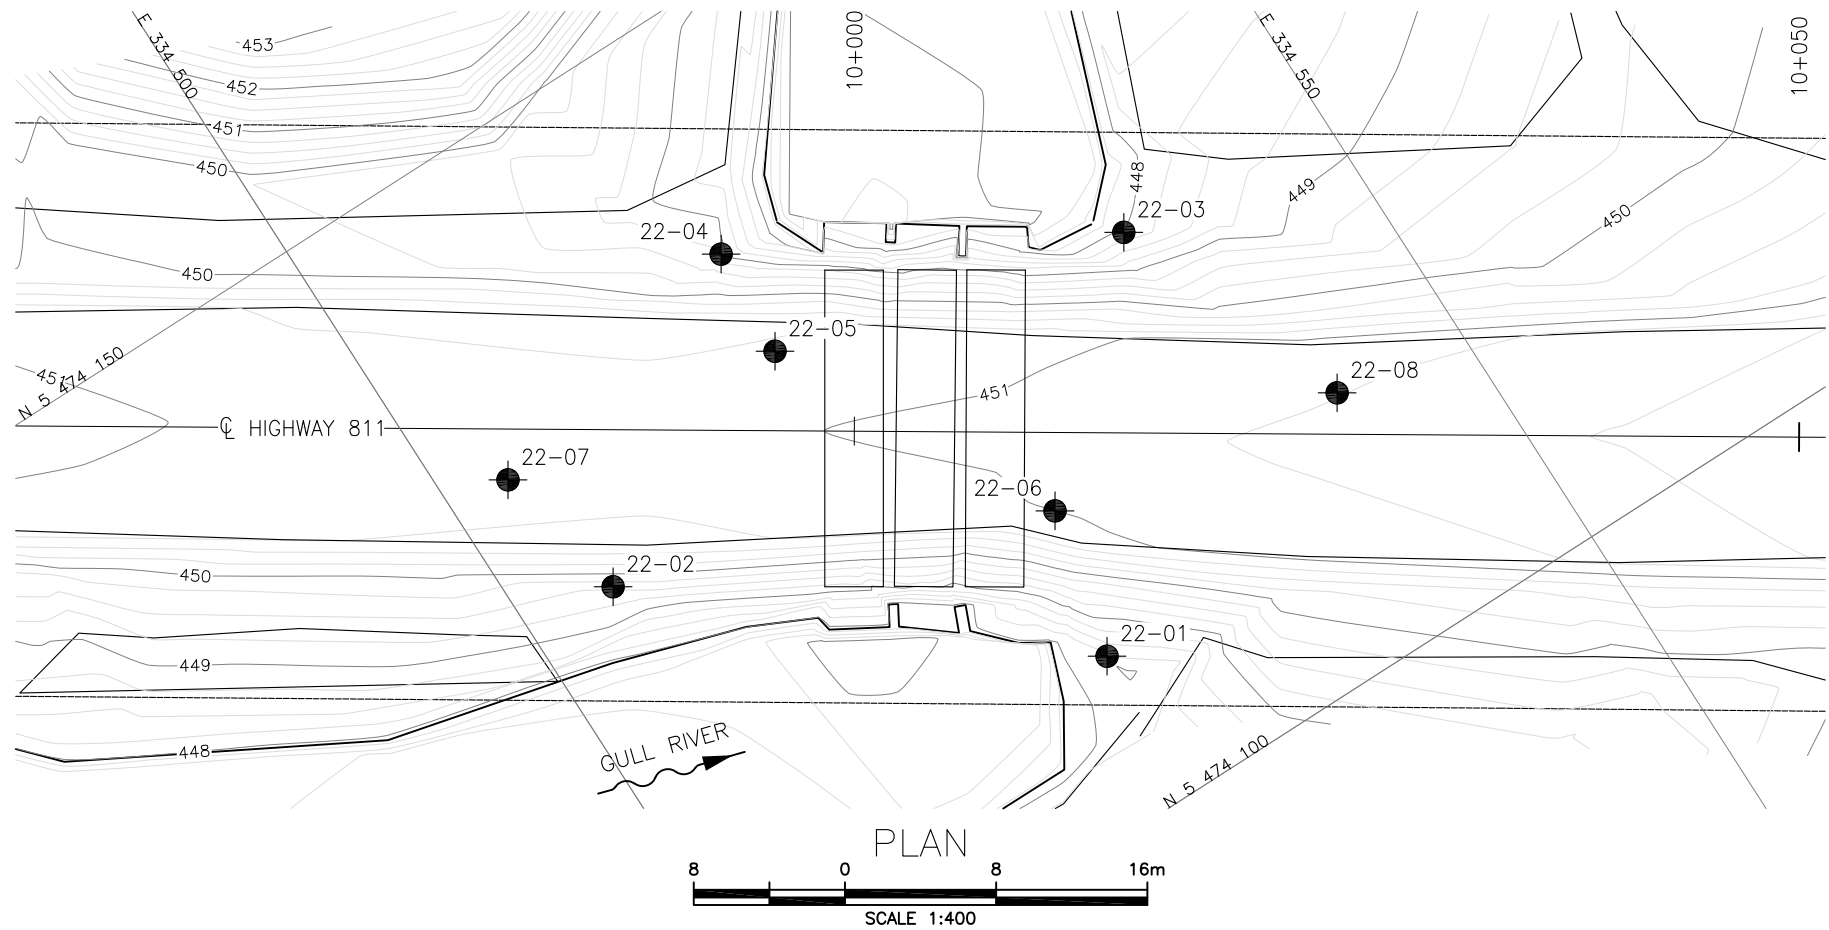 E 334 500
10+000
E 334 550
10+050
453
452
451
450
448
449
450
22-03
22-04
450
22-05
451
N 5 474 150
451
22-08
℄ HIGHWAY 811
22-07
22-06
22-02
450
22-01
449
448
GULL RIVER
N 5 474 100
PLAN
8 0 8 16m
SCALE 1:400